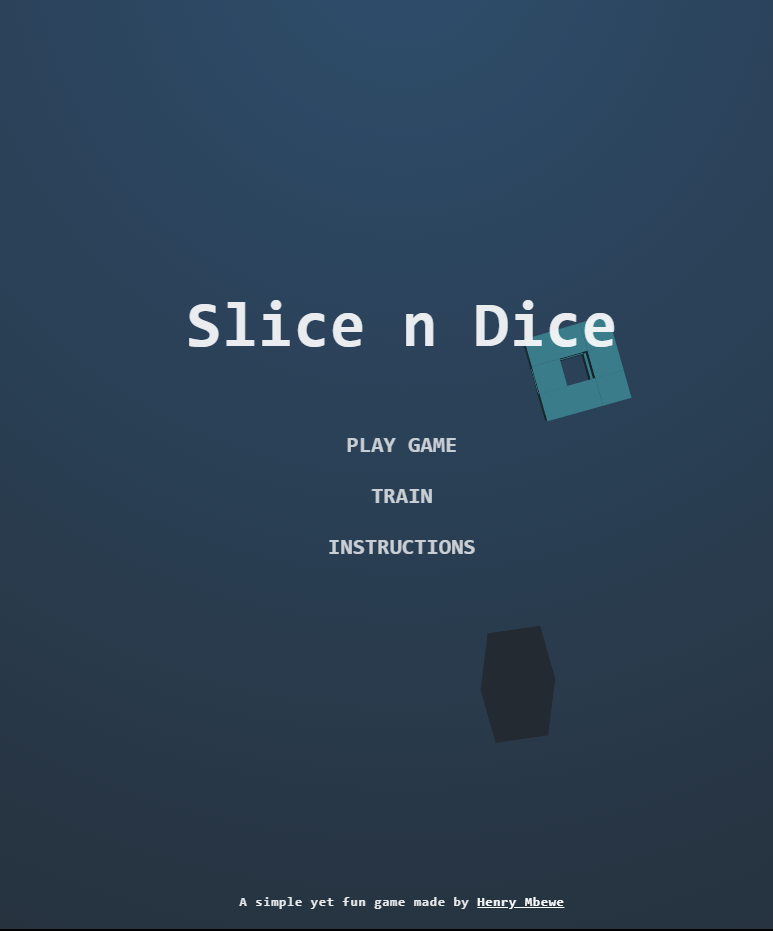 Slice n Dice
PLAY GAME
TRAIN
INSTRUCTIONS
A simple yet fun game made by Henry Mbewe